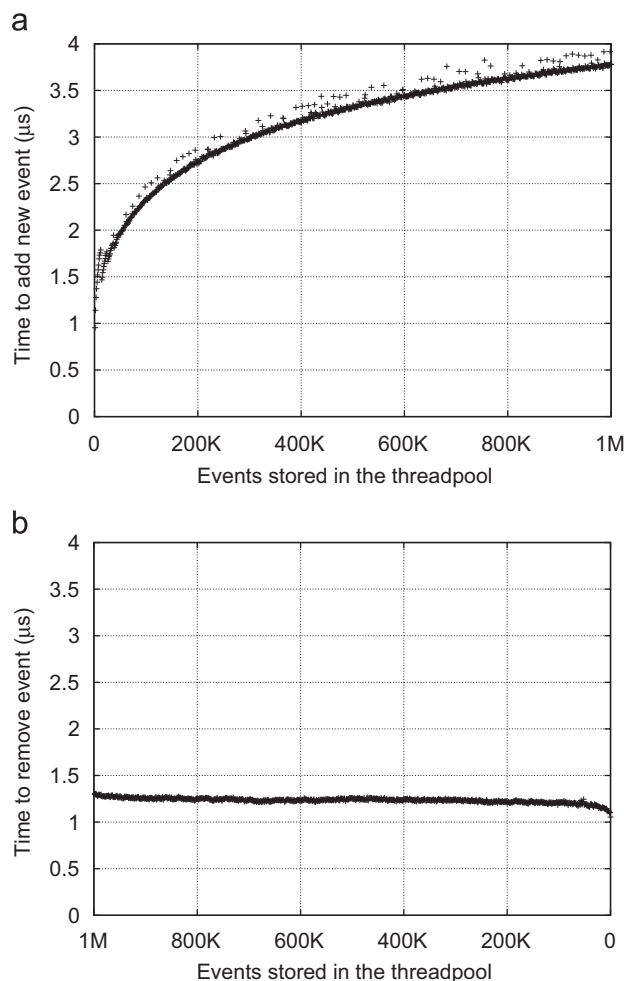 a
4
3.5
3
2.5
2
1.5
1
0.5
0
Time to add new event (μs)
0 200K 400K 600K 800K 1M
Events stored in the threadpool
b
4
3.5
3
2.5
2
1.5
1
0.5
0
Time to remove event (μs)
1M 800K 600K 400K 200K 0
Events stored in the threadpool